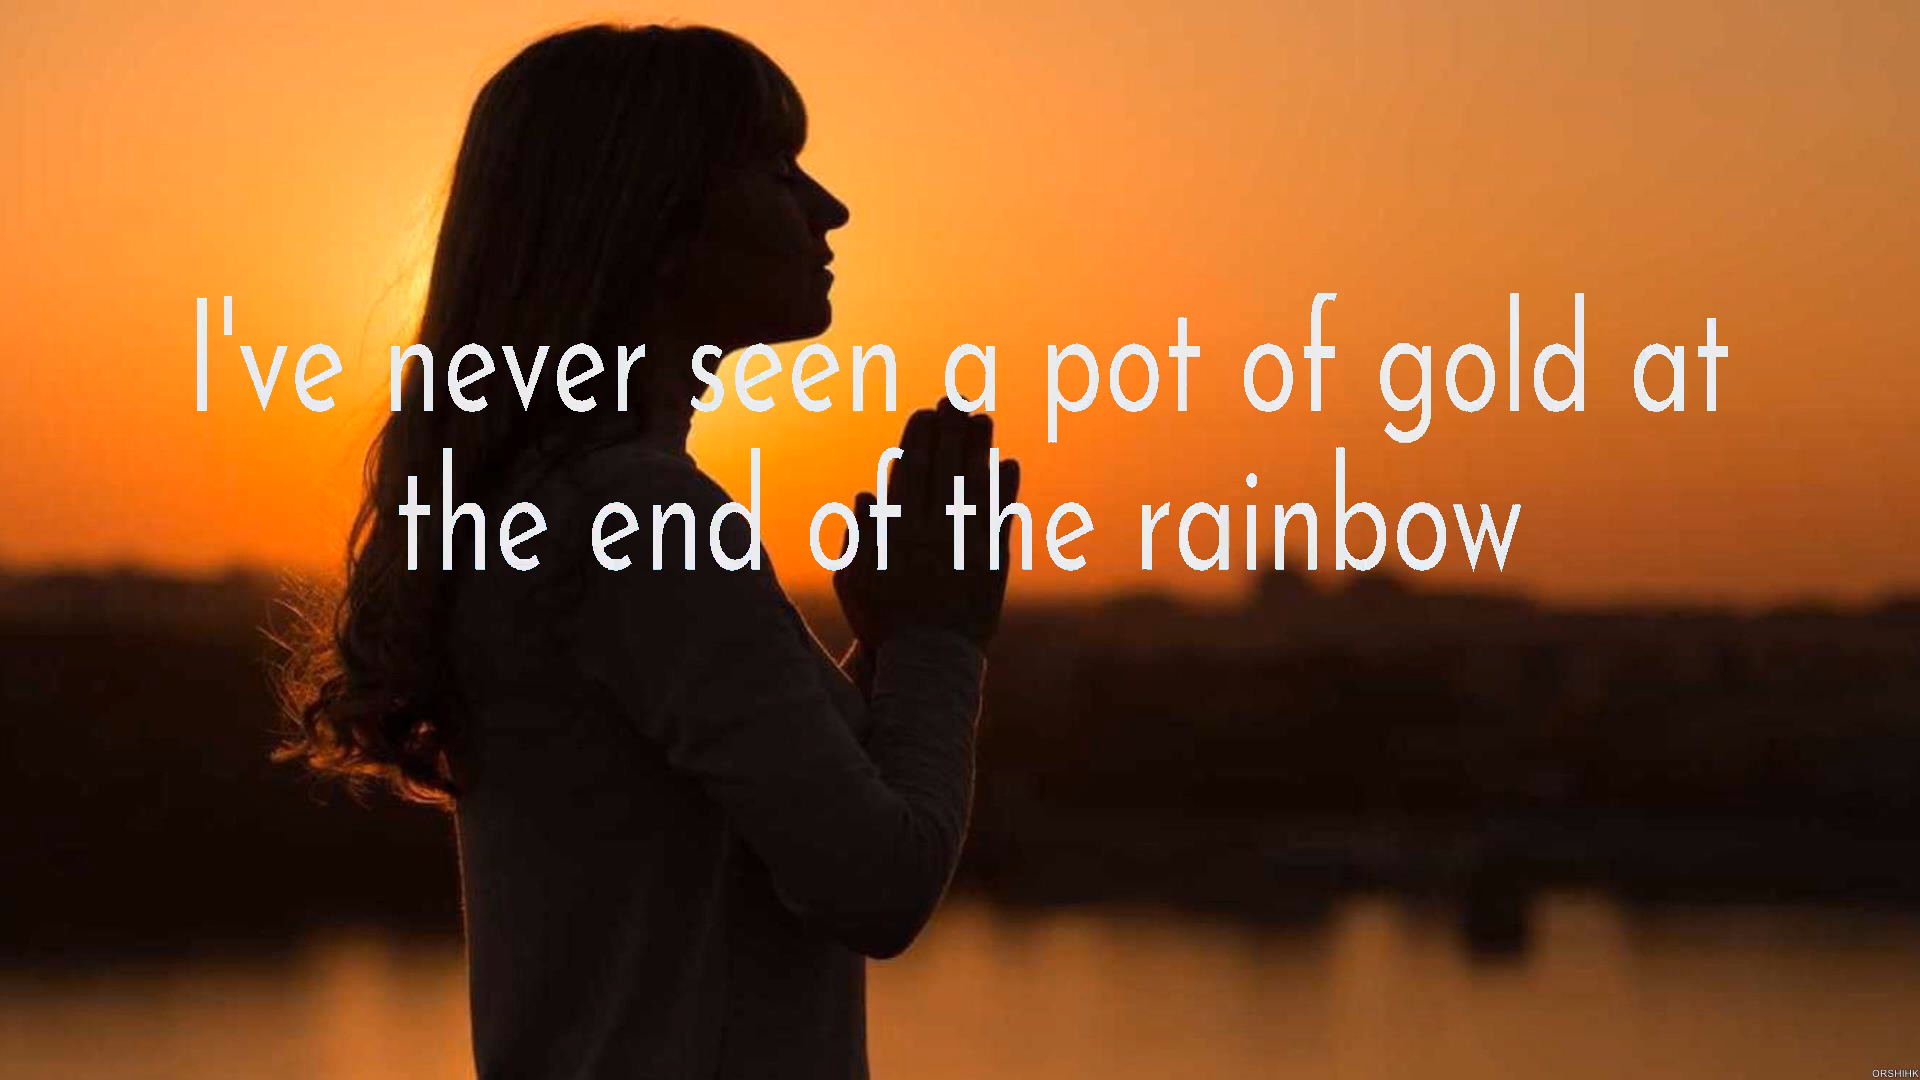 I've never seen a pot of gold at
the end of the rainbow
ORSHIHK